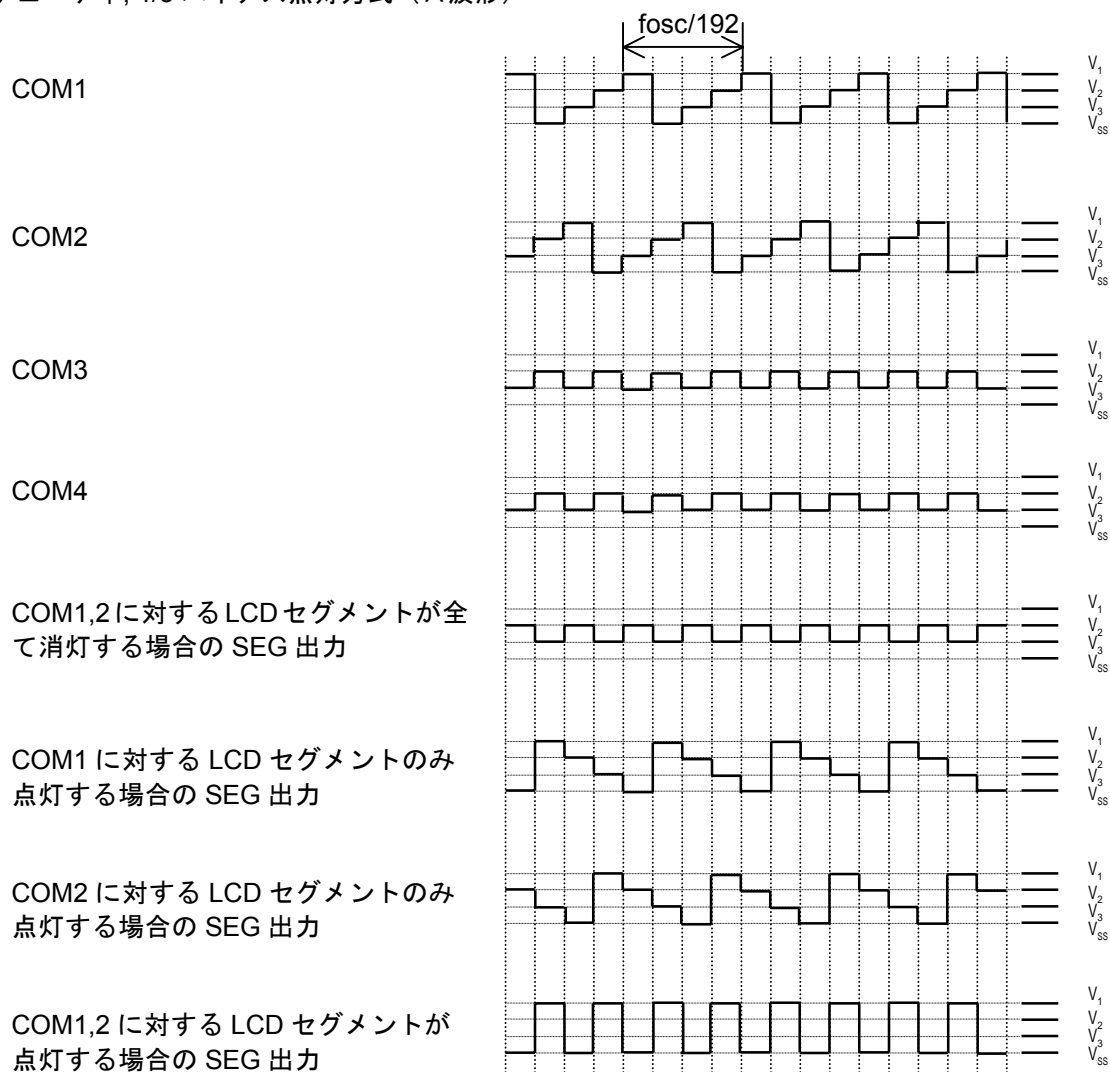 fosc/192
COM1
V1
V2
V3
VSS
COM2
V1
V2
V3
VSS
COM3
V1
V2
V3
VSS
COM4
V1
V2
V3
VSS
COM1,2に対するLCDセグメントが全
て消灯する場合の SEG 出力
V1
V2
V3
VSS
COM1 に対する LCD セグメントのみ
点灯する場合の SEG 出力
V1
V2
V3
VSS
COM2 に対する LCD セグメントのみ
点灯する場合の SEG 出力
V1
V2
V3
VSS
COM1,2 に対する LCD セグメントが
点灯する場合の SEG 出力
V1
V2
V3
VSS